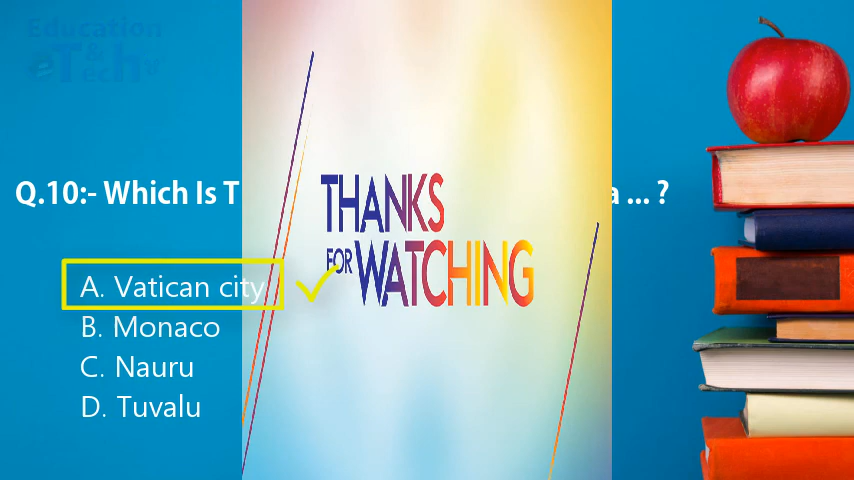 Education
&
eTech
Q.10:- Which Is T
a ... ?
THANKS
FOR WATCHING
A. Vatican city
B. Monaco
C. Nauru
D. Tuvalu